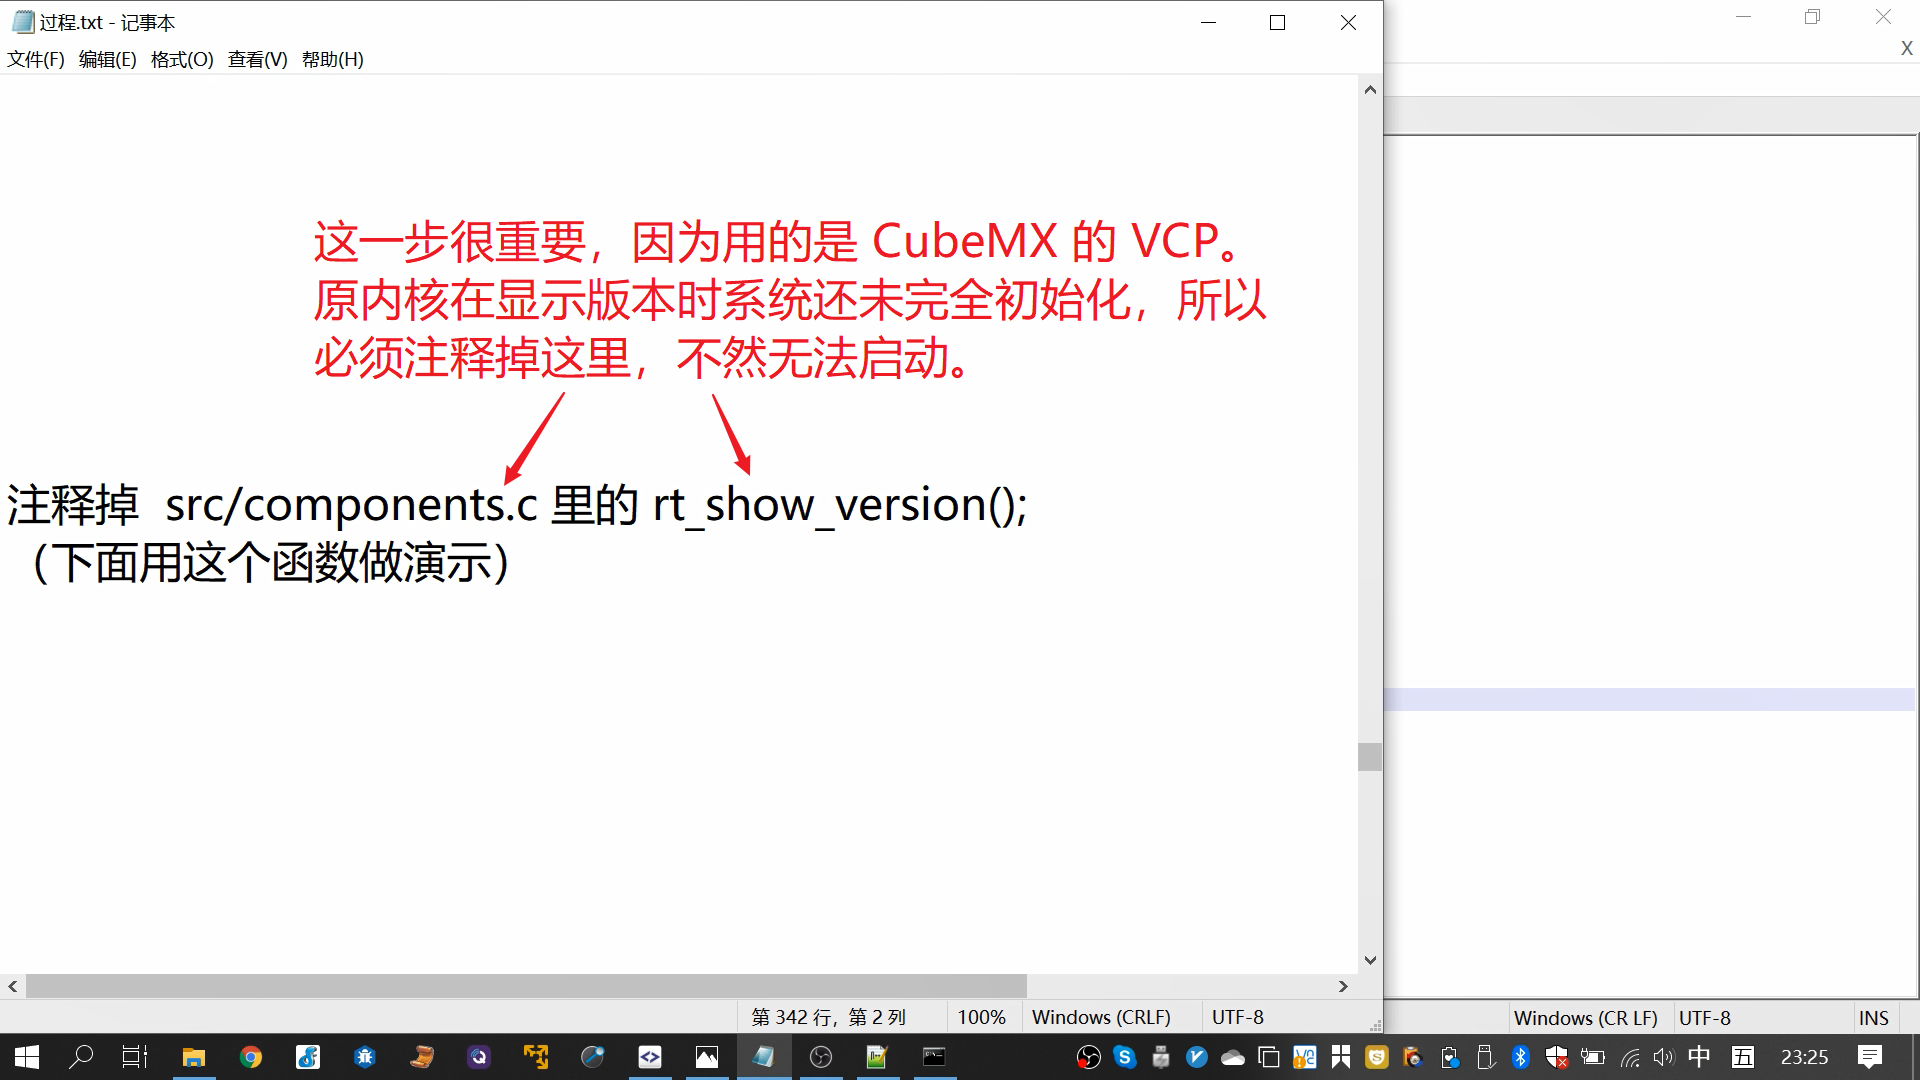 过程.txt - 记事本
文件(F) 编辑(E) 格式(O) 查看(V) 帮助(H)
X
这一步很重要，因为用的是 CubeMX 的 VCP。
原内核在显示版本时系统还未完全初始化，所以
必须注释掉这里，不然无法启动。
注释掉 src/components.c 里的 rt_show_version();
（下面用这个函数做演示）
第 342 行，第 2 列 100% Windows (CRLF) UTF-8
Windows (CR LF) UTF-8 INS
中 五 23:25